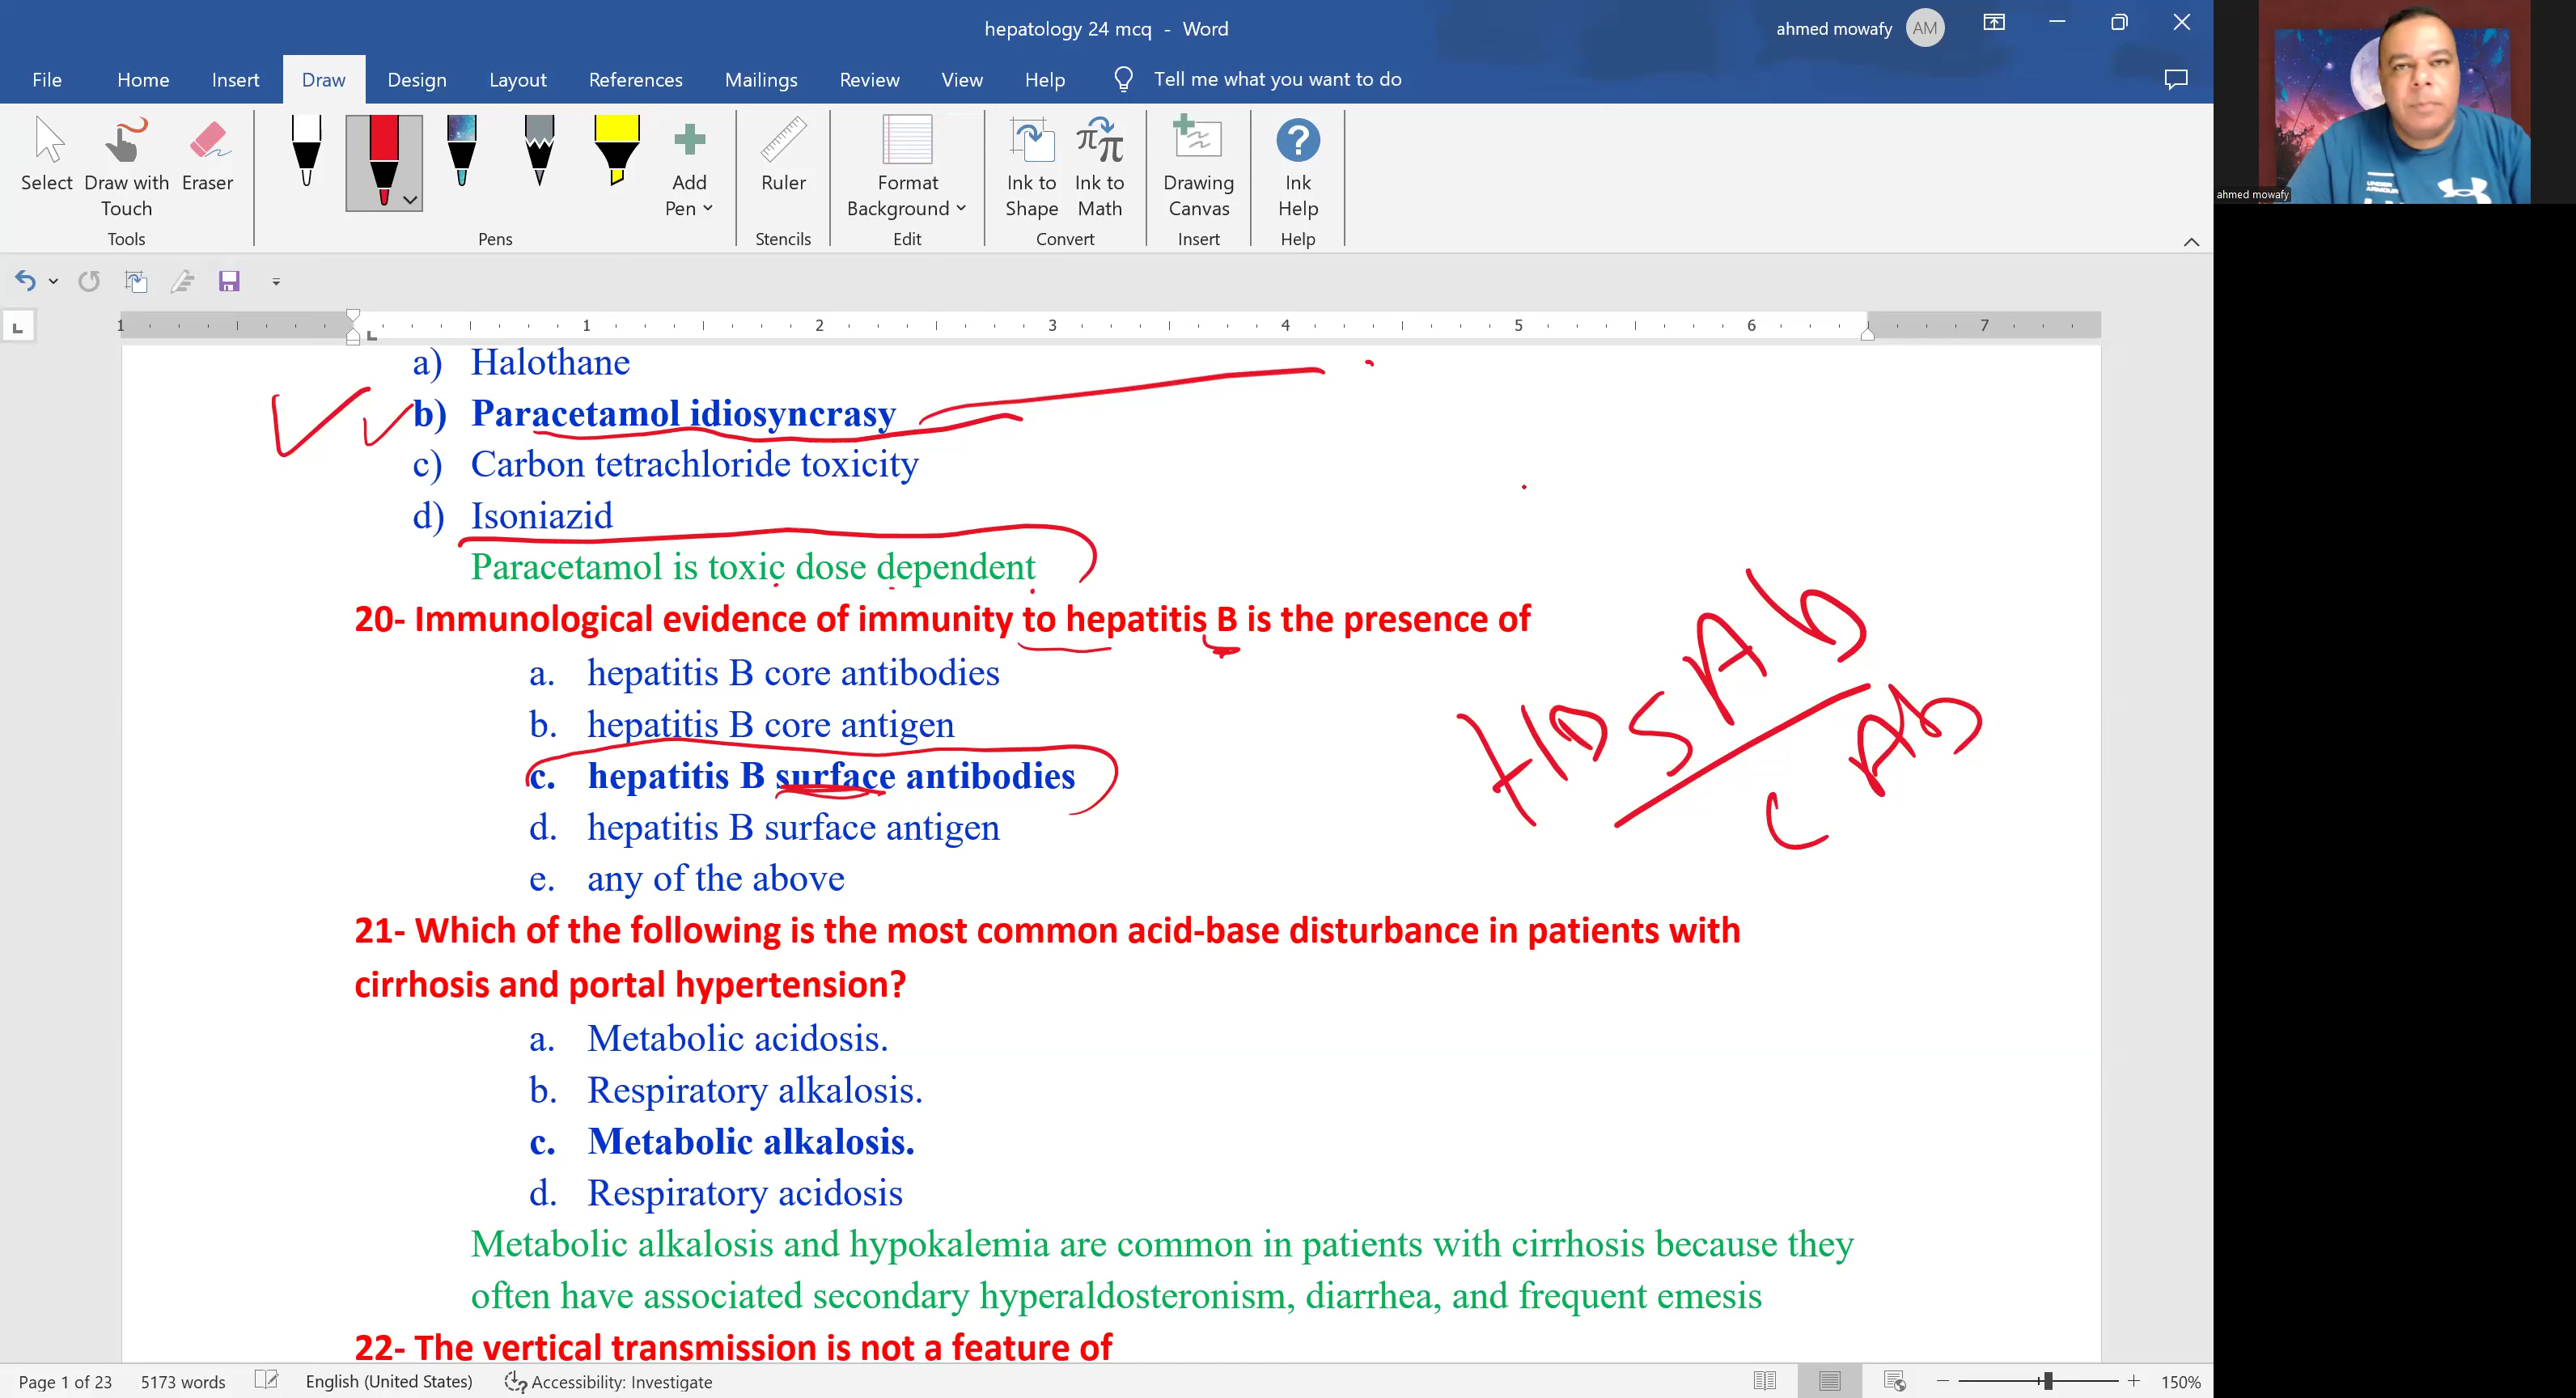 hepatology 24 mcq - Word
ahmed mowafy
AM
File Home Insert Draw Design Layout References Mailings Review View Help Tell me what you want to do
Select
Draw with Touch
Eraser
Tools
Pens
Add Pen
Ruler
Stencils
Format Background
Edit
Ink to Shape
Ink to Math
Convert
Drawing Canvas
Insert
Ink Help
Help
ahmed mowafy
1 1 2 3 4 5 6 7
a) Halothane
b) Paracetamol idiosyncrasy
c) Carbon tetrachloride toxicity
d) Isoniazid
Paracetamol is toxic dose dependent
20- Immunological evidence of immunity to hepatitis B is the presence of
a. hepatitis B core antibodies
b. hepatitis B core antigen
c. hepatitis B surface antibodies
d. hepatitis B surface antigen
e. any of the above
HBsAb
cAb
21- Which of the following is the most common acid-base disturbance in patients with
cirrhosis and portal hypertension?
a. Metabolic acidosis.
b. Respiratory alkalosis.
c. Metabolic alkalosis.
d. Respiratory acidosis
Metabolic alkalosis and hypokalemia are common in patients with cirrhosis because they
often have associated secondary hyperaldosteronism, diarrhea, and frequent emesis
22- The vertical transmission is not a feature of
Page 1 of 23 5173 words English (United States) Accessibility: Investigate 150%